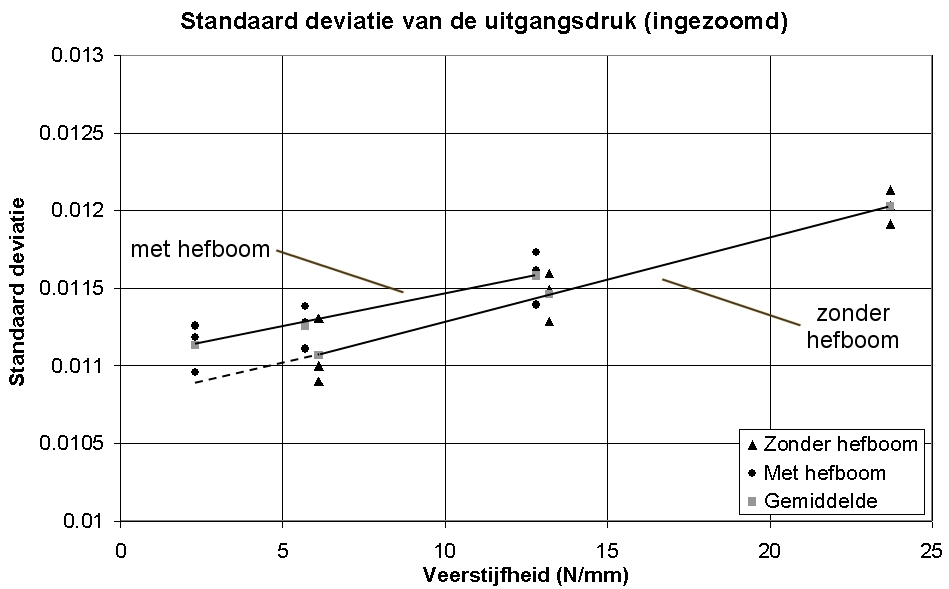 Standaard deviatie van de uitgangsdruk (ingezoomd)
0.013
0.0125
0.012
0.0115
0.011
0.0105
0.01
Standaard deviatie
met hefboom
zonder
hefboom
Zonder hefboom
Met hefboom
Gemiddelde
0 5 10 15 20 25
Veerstijfheid (N/mm)